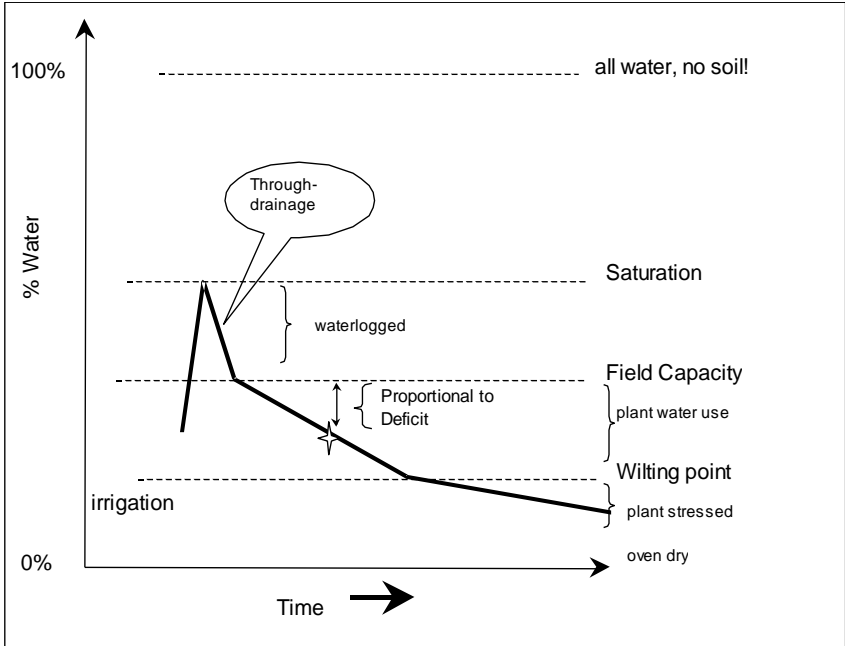 100%
all water, no soil!
Through-
drainage
% Water
Saturation
waterlogged
Field Capacity
Proportional to
Deficit
plant water use
Wilting point
irrigation
plant stressed
oven dry
0%
Time